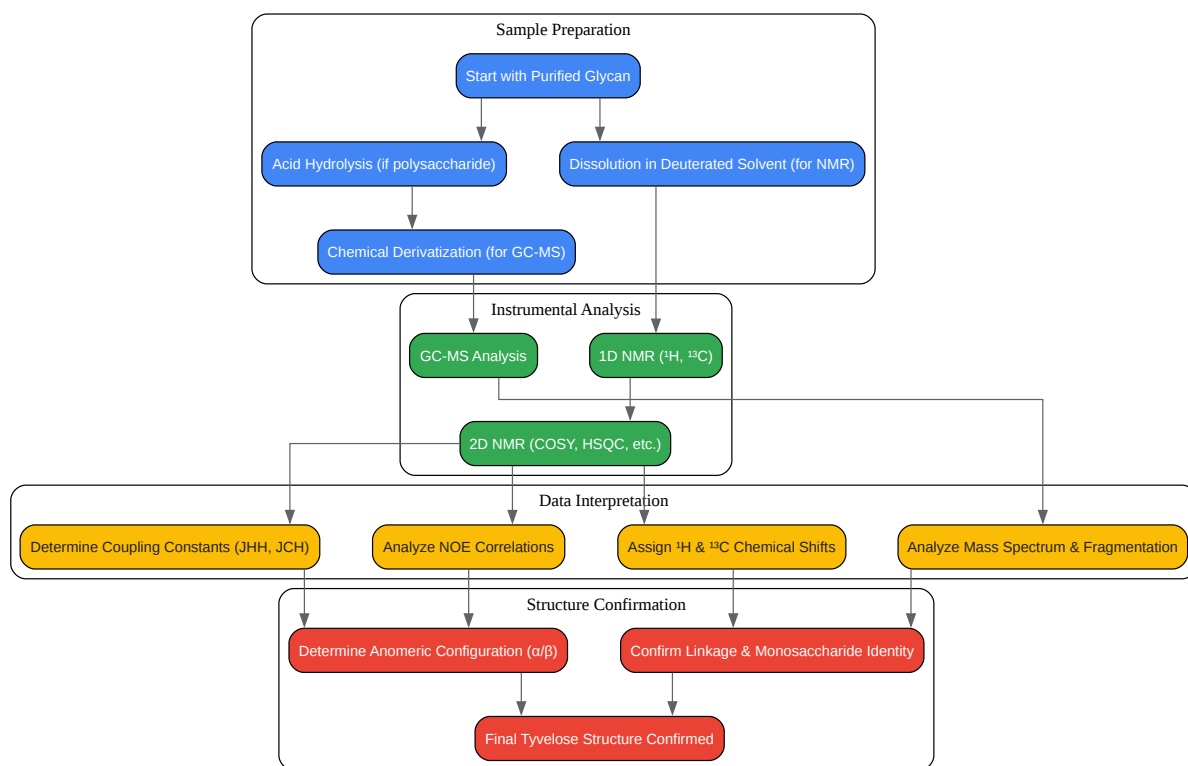 Sample Preparation
Start with Purified Glycan
Acid Hydrolysis (if polysaccharide)
Dissolution in Deuterated Solvent (for NMR)
Chemical Derivatization (for GC-MS)
Instrumental Analysis
GC-MS Analysis
1D NMR (¹H, ¹³C)
2D NMR (COSY, HSQC, etc.)
Data Interpretation
Determine Coupling Constants (JHH, JCH)
Analyze NOE Correlations
Assign ¹H & ¹³C Chemical Shifts
Analyze Mass Spectrum & Fragmentation
Structure Confirmation
Determine Anomeric Configuration (α/β)
Confirm Linkage & Monosaccharide Identity
Final Tyvelose Structure Confirmed